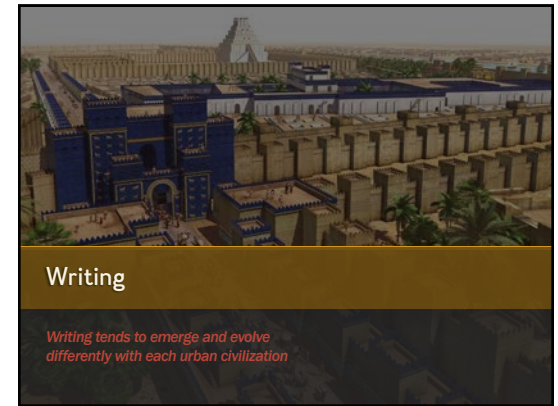 Writing
Writing tends to emerge and evolve
differently with each urban civilization